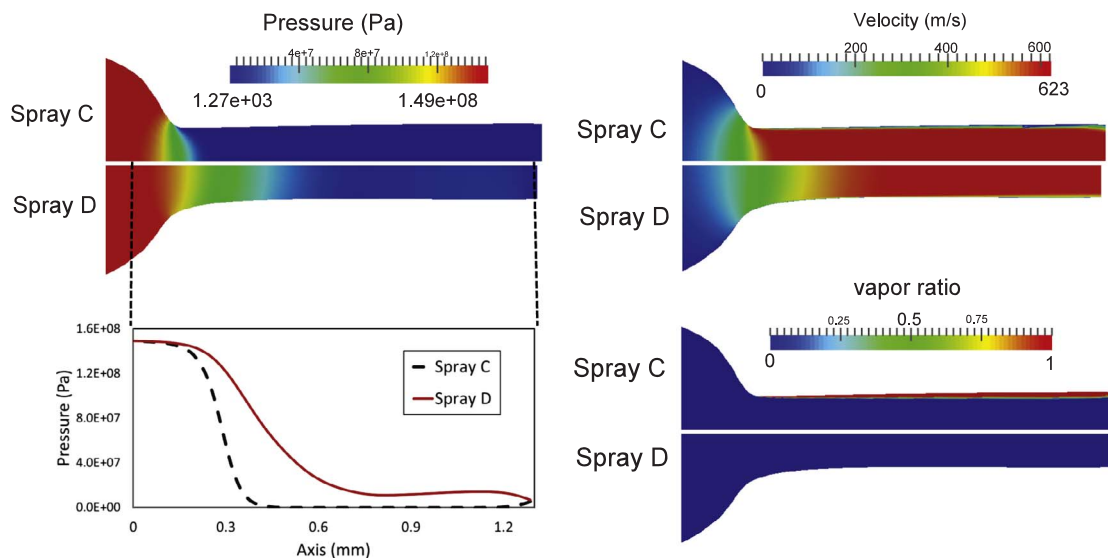 Pressure (Pa)
4e+7 8e+7 1.2e+8
1.27e+03 1.49e+08
Spray C
Spray D
Velocity (m/s)
200 400 600
0 623
Spray C
Spray D
1.6E+08
1.2E+08
8.0E+07
4.0E+07
0.0E+00
Pressure (Pa)
Spray C
Spray D
0 0.3 0.6 0.9 1.2
Axis (mm)
vapor ratio
0.25 0.5 0.75
0 1
Spray C
Spray D